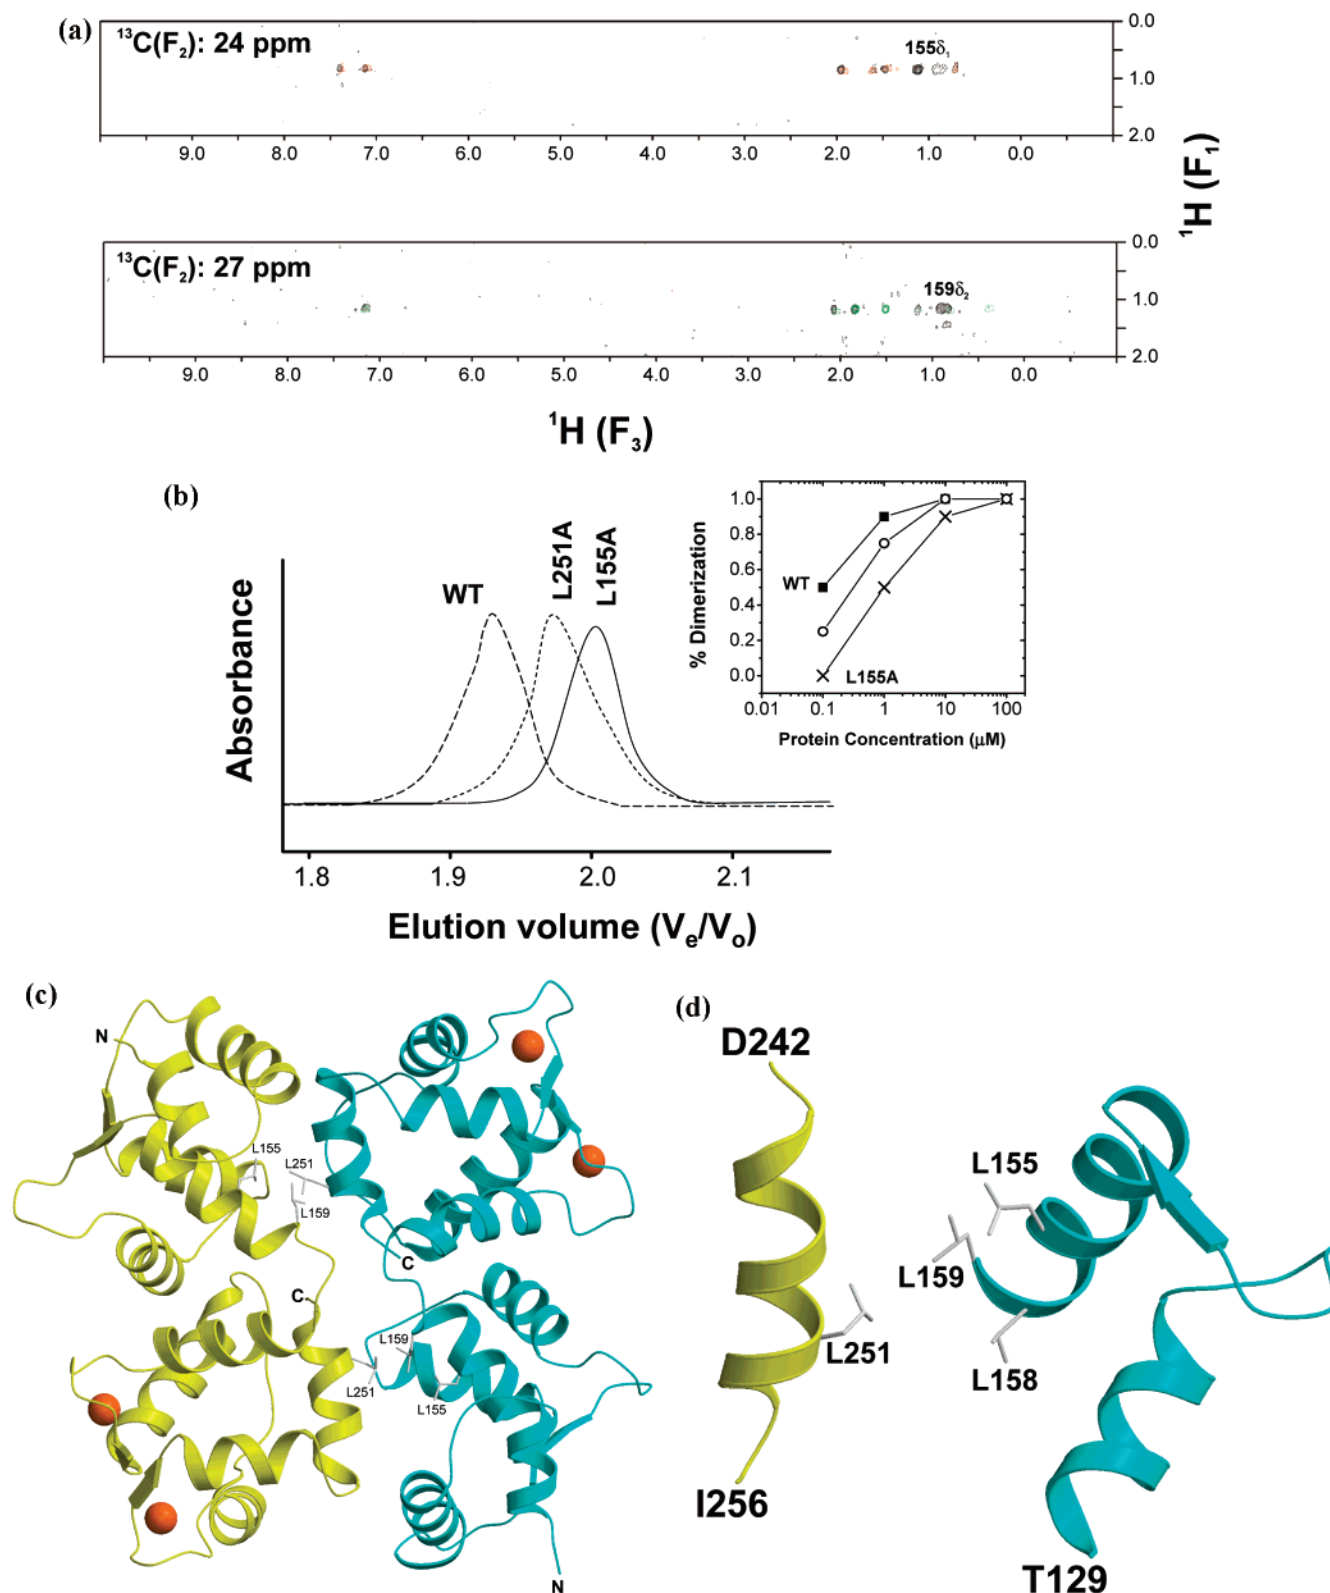 (a)
¹³C(F₂): 24 ppm
155δ₁
0.0
1.0
2.0
9.0 8.0 7.0 6.0 5.0 4.0 3.0 2.0 1.0 0.0
¹H (F₁)
¹³C(F₂): 27 ppm
159δ₂
0.0
1.0
2.0
9.0 8.0 7.0 6.0 5.0 4.0 3.0 2.0 1.0 0.0
¹H (F₃)
(b)
Absorbance
WT
L251A
L155A
1.8 1.9 2.0 2.1
Elution volume (Vₑ/Vₒ)
% Dimerization
1.0
0.8
0.6
0.4
0.2
0.0
WT
L155A
0.01 0.1 1 10 100
Protein Concentration (µM)
(c)
N
L155
L251
L159
C
C
L159
L251
L155
N
(d)
D242
L155
L159
L251
L158
I256
T129